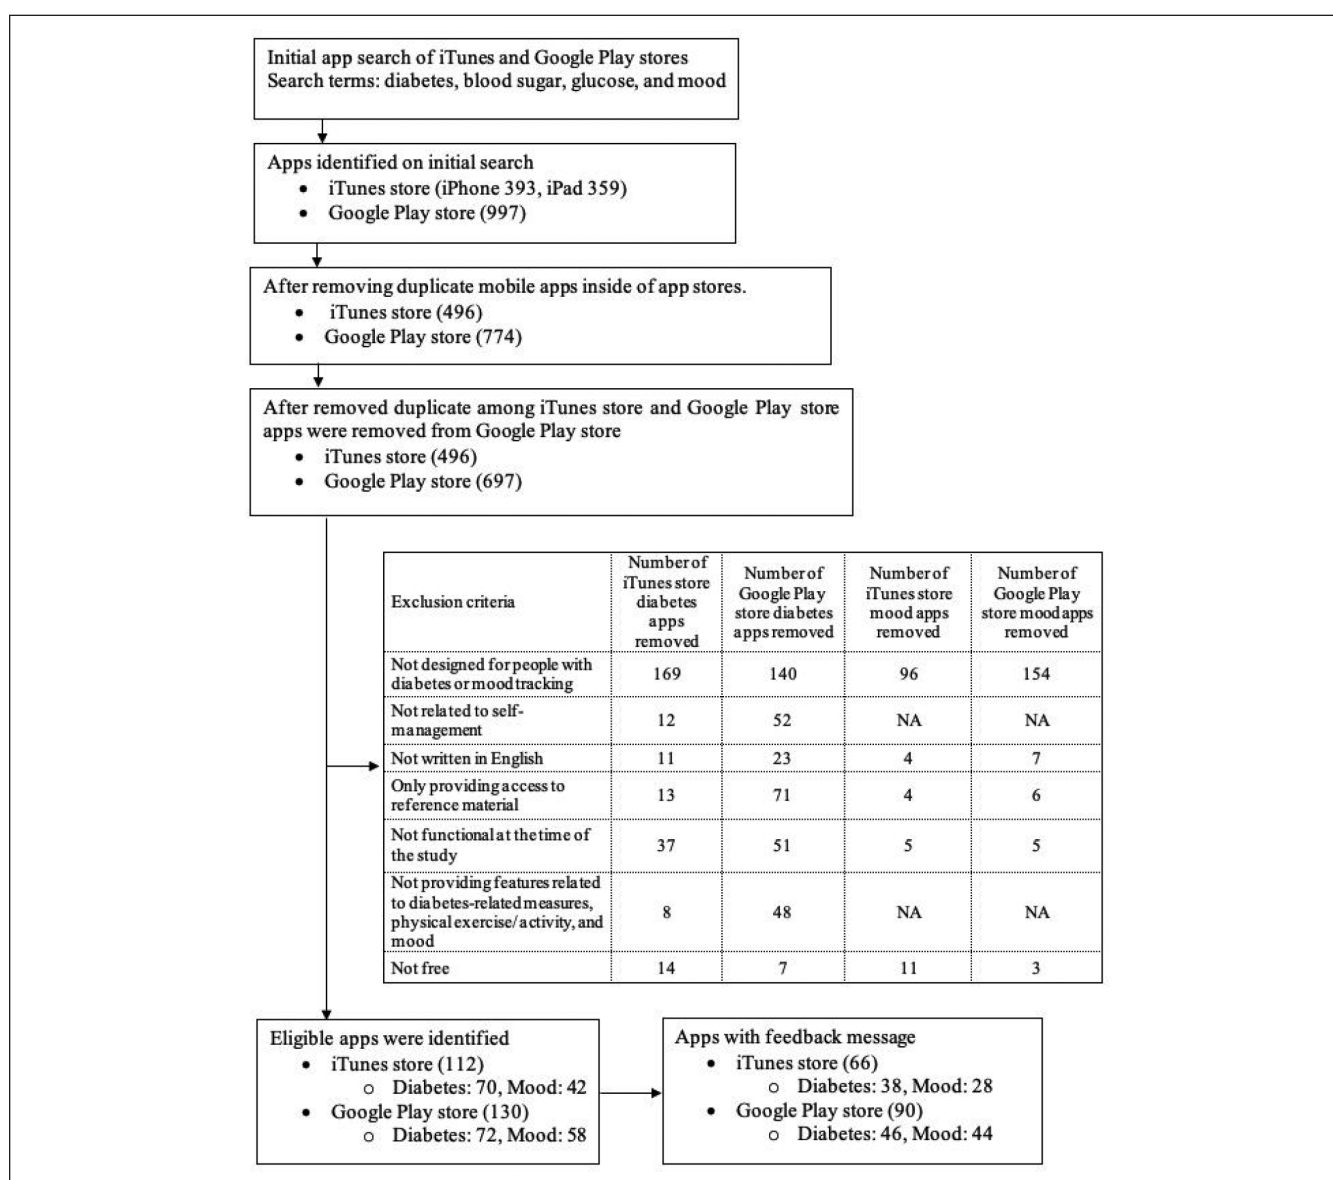 Initial app search of iTunes and Google Play stores
Search terms: diabetes, blood sugar, glucose, and mood
Apps identified on initial search
• iTunes store (iPhone 393, iPad 359)
• Google Play store (997)
After removing duplicate mobile apps inside of app stores.
• iTunes store (496)
• Google Play store (774)
After removed duplicate among iTunes store and Google Play store
apps were removed from Google Play store
• iTunes store (496)
• Google Play store (697)
Exclusion criteria
Number of
iTunes store
diabetes
apps
removed
Number of
Google Play
store diabetes
apps removed
Number of
iTunes store
mood apps
removed
Number of
Google Play
store mood apps
removed
Not designed for people with
diabetes or mood tracking
169 140 96 154
Not related to self-
management
12 52 NA NA
Not written in English 11 23 4 7
Only providing access to
reference material
13 71 4 6
Not functional at the time of
the study
37 51 5 5
Not providing features related
to diabetes-related measures,
physical exercise/activity, and
mood
8 48 NA NA
Not free 14 7 11 3
Eligible apps were identified
• iTunes store (112)
o Diabetes: 70, Mood: 42
• Google Play store (130)
o Diabetes: 72, Mood: 58
Apps with feedback message
• iTunes store (66)
o Diabetes: 38, Mood: 28
• Google Play store (90)
o Diabetes: 46, Mood: 44